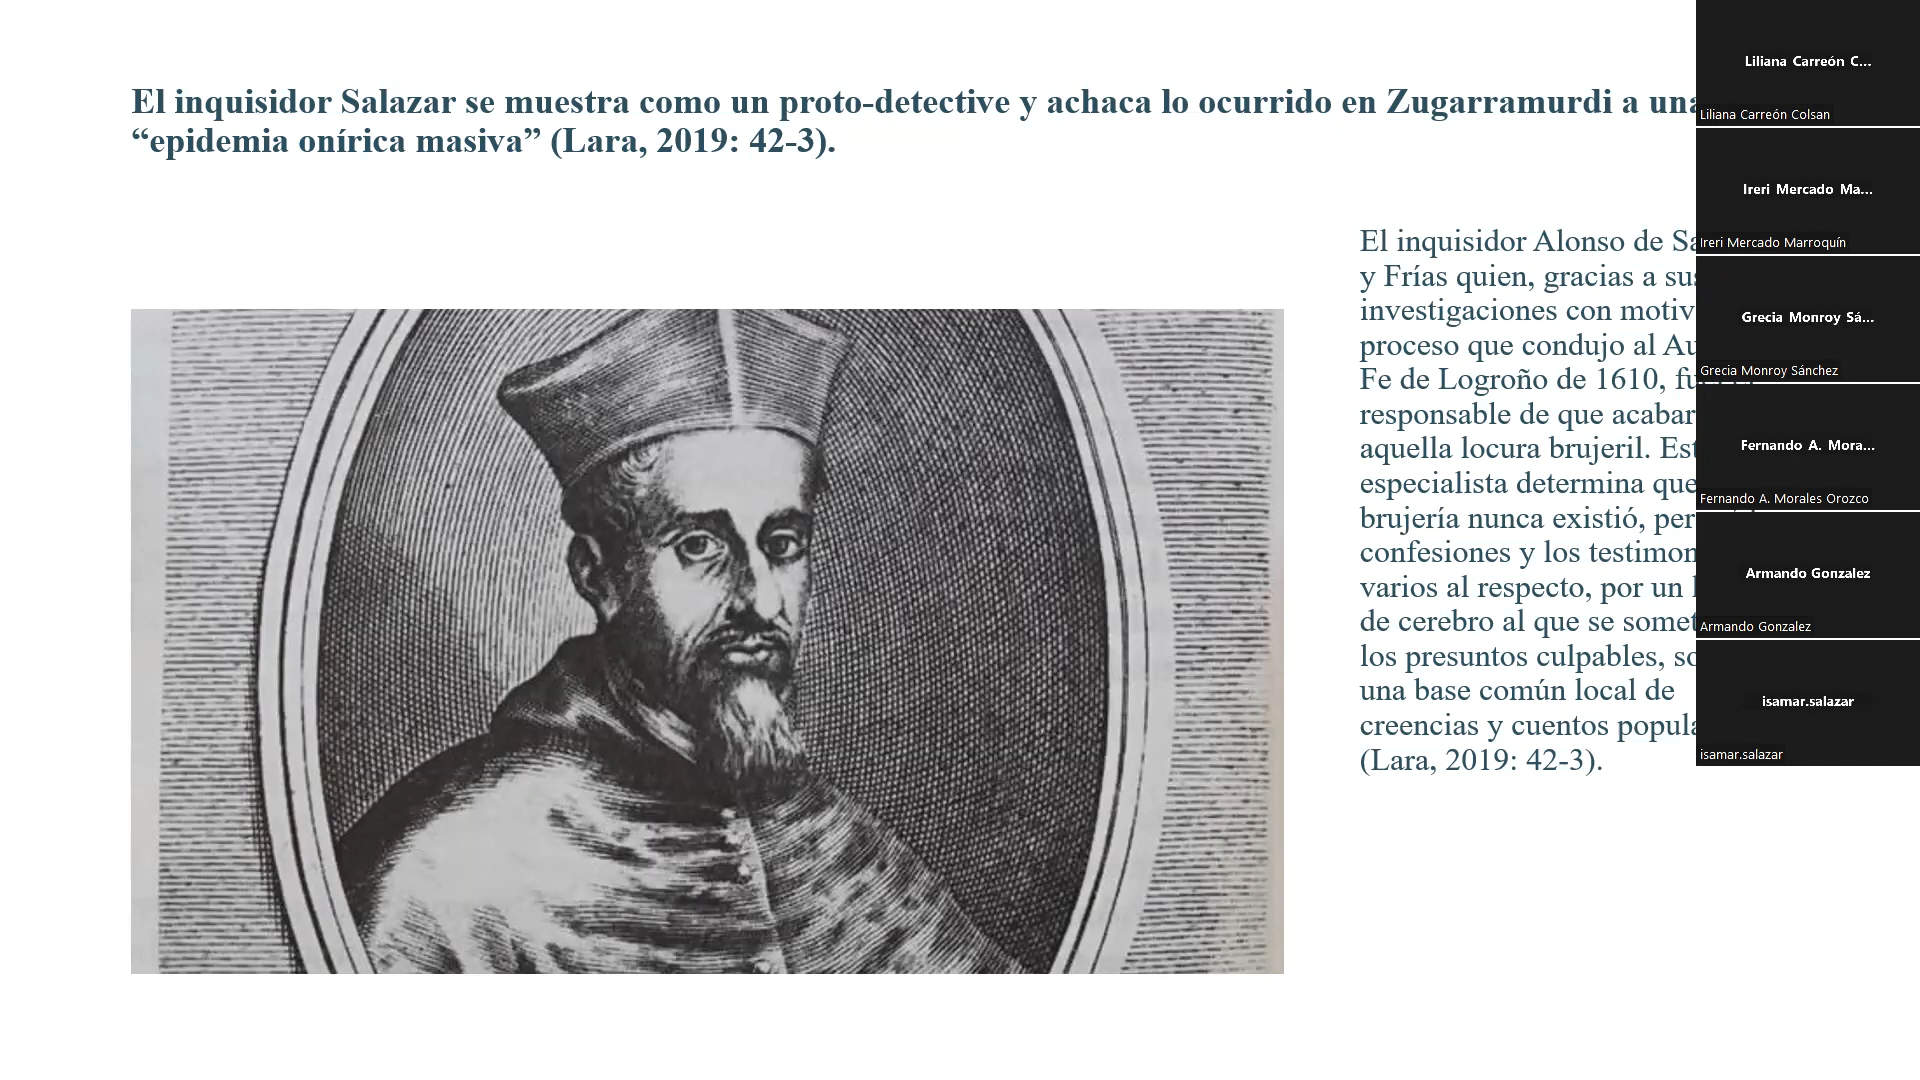 El inquisidor Salazar se muestra como un proto-detective y achaca lo ocurrido en Zugarramurdi a una
“epidemia onírica masiva” (Lara, 2019: 42-3).
El inquisidor Alonso de
y Frías quien, gracias a
investigaciones con
proceso que condujo al
Fe de Logroño de 1610,
responsable de que
aquella locura brujeril.
especialista determina que
brujería nunca existió,
confesiones y los
varios al respecto, por un
de cerebro al que se
los presuntos culpables,
una base común local de
creencias y cuentos
(Lara, 2019: 42-3).
Liliana Carreón C...
Liliana Carreón Colsan
Ireri Mercado Ma...
Ireri Mercado Marroquín
Grecia Monroy Sá...
Grecia Monroy Sánchez
Fernando A. Mora...
Fernando A. Morales Orozco
Armando Gonzalez
Armando Gonzalez
isamar.salazar
isamar.salazar